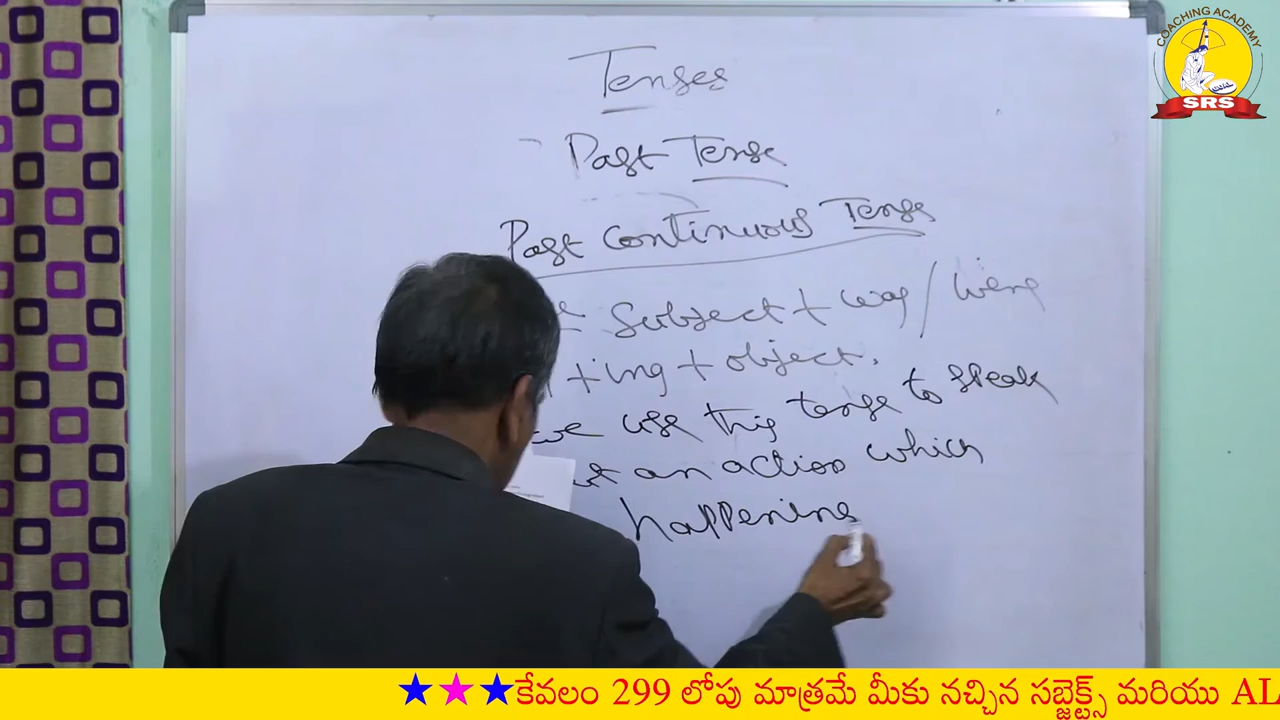 COACHING ACADEMY
SRS
Tenses
Past Tense
Past Continuous Tense
Subject + was / were
+ ing + object.
we use this tense to speak
an action which
happening
కేవలం 299 లోపు మాత్రమే మీకు నచ్చిన సబ్జెక్ట్స్ మరియు AL